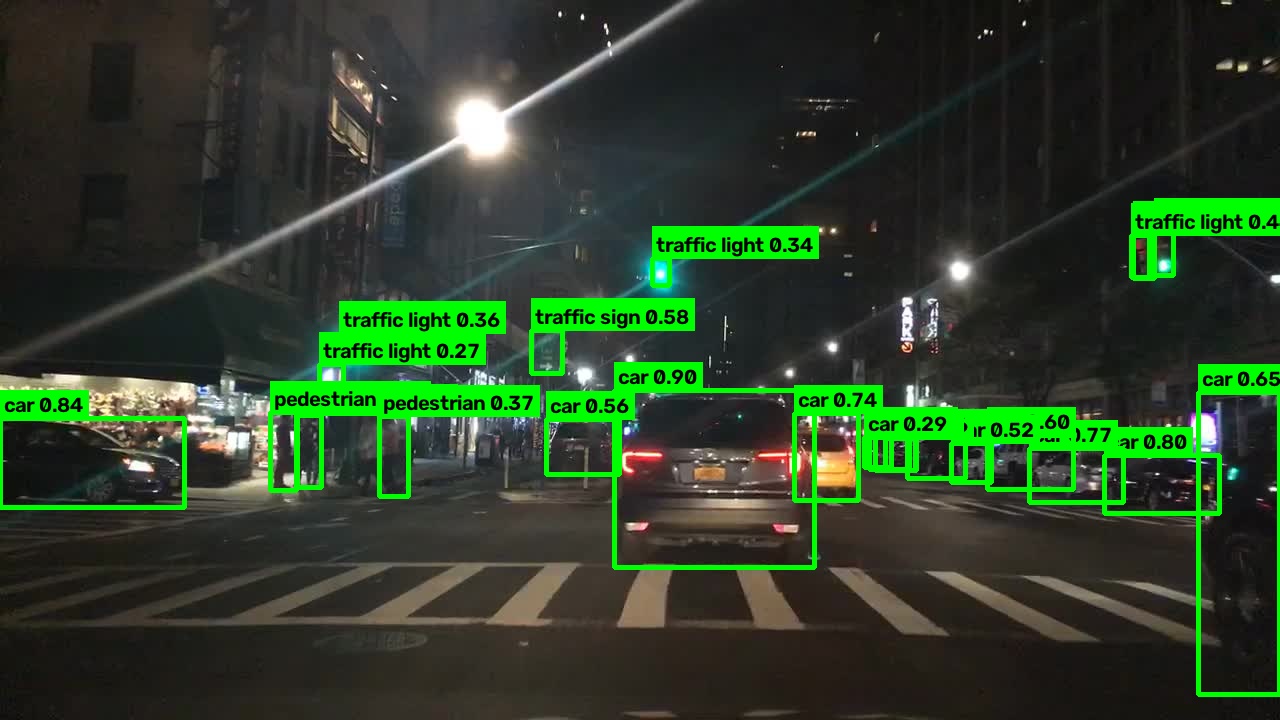 traffic light 0.4
traffic light 0.34
traffic light 0.36
traffic sign 0.58
traffic light 0.27
car 0.90
car 0.65
pedestrian
pedestrian 0.37
car 0.84
car 0.56
car 0.74
car 0.29
0.52
.60
0.77
car 0.80
PARK